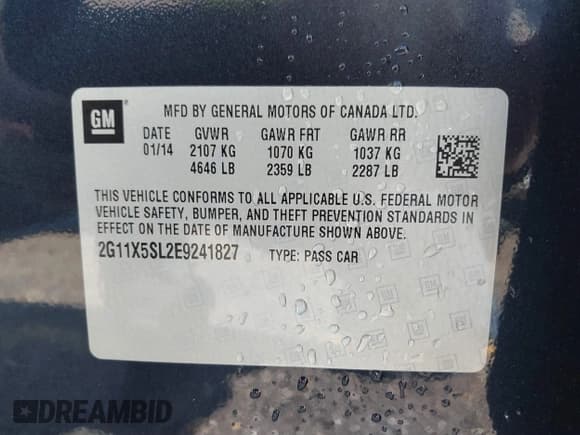 GM
MFD BY GENERAL MOTORS OF CANADA LTD.
DATE GVWR GAWR FRT GAWR RR
01/14 2107 KG 1070 KG 1037 KG
4646 LB 2359 LB 2287 LB
THIS VEHICLE CONFORMS TO ALL APPLICABLE U.S. FEDERAL MOTOR
VEHICLE SAFETY, BUMPER, AND THEFT PREVENTION STANDARDS IN
EFFECT ON THE DATE OF MANUFACTURE SHOWN ABOVE.
2G11X5SL2E9241827 TYPE: PASS CAR
DREAMBID